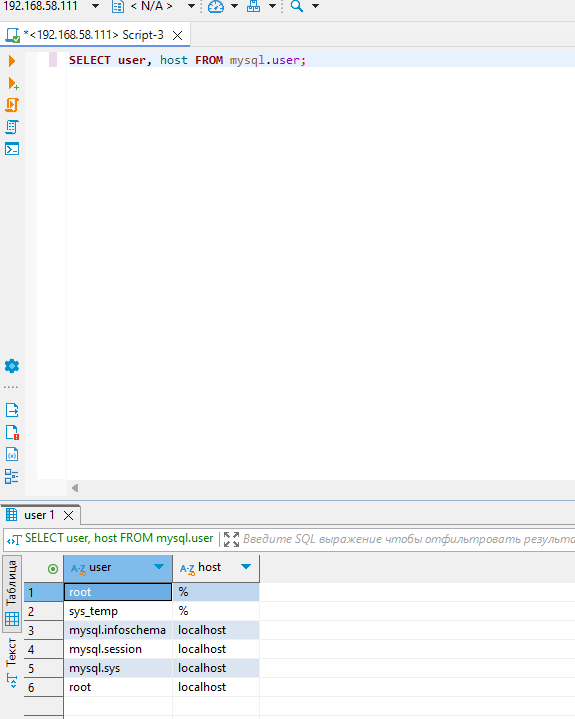 192.168.58.111 < N/A >
*<192.168.58.111> Script-3
SELECT user, host FROM mysql.user;
user 1
SELECT user, host FROM mysql.user Введите SQL выражение чтобы отфильтровать результа
Таблица
Текст
A-Z user A-Z host
1 root %
2 sys_temp %
3 mysql.infoschema localhost
4 mysql.session localhost
5 mysql.sys localhost
6 root localhost